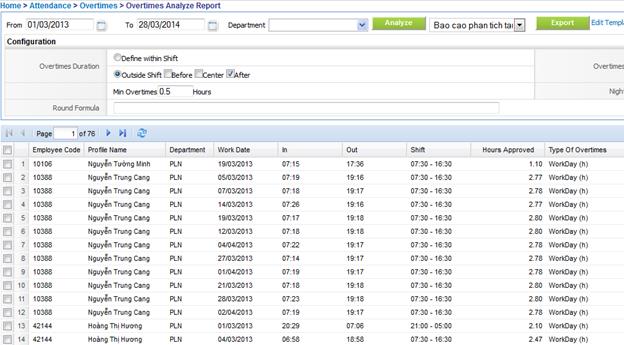 Home > Attendance > Overtimes > Overtimes Analyze Report
From 01/03/2013 To 28/03/2014 Department Analyze Bao cao phan tich ta Export Edit Templ
Configuration
Overtimes Duration Define within Shift Overtimes
Outside Shift Before Center After
Min Overtimes 0.5 Hours Nigh
Round Formula
Page 1 of 76
Employee Code Profile Name Department Work Date In Out Shift Hours Approved Type Of Overtimes
1 10106 Nguyễn Tường Minh PLN 19/03/2013 07:15 17:36 07:30 - 16:30 1.10 WorkDay (h)
2 10388 Nguyễn Trung Cang PLN 05/03/2013 07:19 19:16 07:30 - 16:30 2.77 WorkDay (h)
3 10388 Nguyễn Trung Cang PLN 07/03/2013 07:18 19:17 07:30 - 16:30 2.78 WorkDay (h)
4 10388 Nguyễn Trung Cang PLN 14/03/2013 07:26 19:16 07:30 - 16:30 2.77 WorkDay (h)
5 10388 Nguyễn Trung Cang PLN 19/03/2013 07:17 19:18 07:30 - 16:30 2.80 WorkDay (h)
6 10388 Nguyễn Trung Cang PLN 12/03/2013 07:18 19:18 07:30 - 16:30 2.80 WorkDay (h)
7 10388 Nguyễn Trung Cang PLN 04/04/2013 07:22 19:17 07:30 - 16:30 2.78 WorkDay (h)
8 10388 Nguyễn Trung Cang PLN 27/03/2013 07:14 19:17 07:30 - 16:30 2.78 WorkDay (h)
9 10388 Nguyễn Trung Cang PLN 01/04/2013 07:19 19:17 07:30 - 16:30 2.78 WorkDay (h)
10 10388 Nguyễn Trung Cang PLN 21/03/2013 07:18 19:18 07:30 - 16:30 2.80 WorkDay (h)
11 10388 Nguyễn Trung Cang PLN 28/03/2013 07:23 19:18 07:30 - 16:30 2.80 WorkDay (h)
12 10388 Nguyễn Trung Cang PLN 02/04/2013 07:19 19:17 07:30 - 16:30 2.78 WorkDay (h)
13 42144 Hoàng Thị Hương PLN 01/03/2013 20:29 07:06 21:00 - 05:00 2.10 WorkDay (h)
14 42144 Hoàng Thị Hương PLN 04/03/2013 06:58 18:58 07:30 - 16:30 2.47 WorkDay (h)